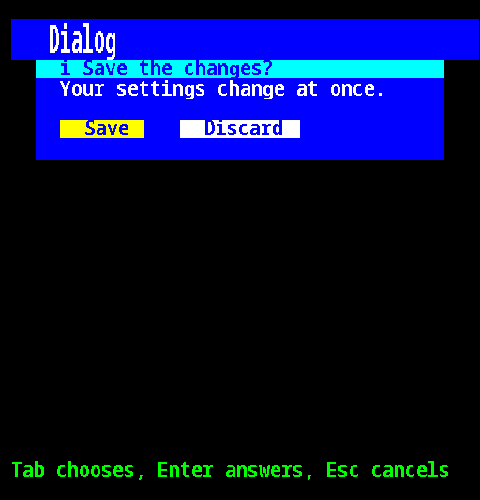 Dialog
i Save the changes?
Your settings change at once.
Save Discard
Tab chooses, Enter answers, Esc cancels